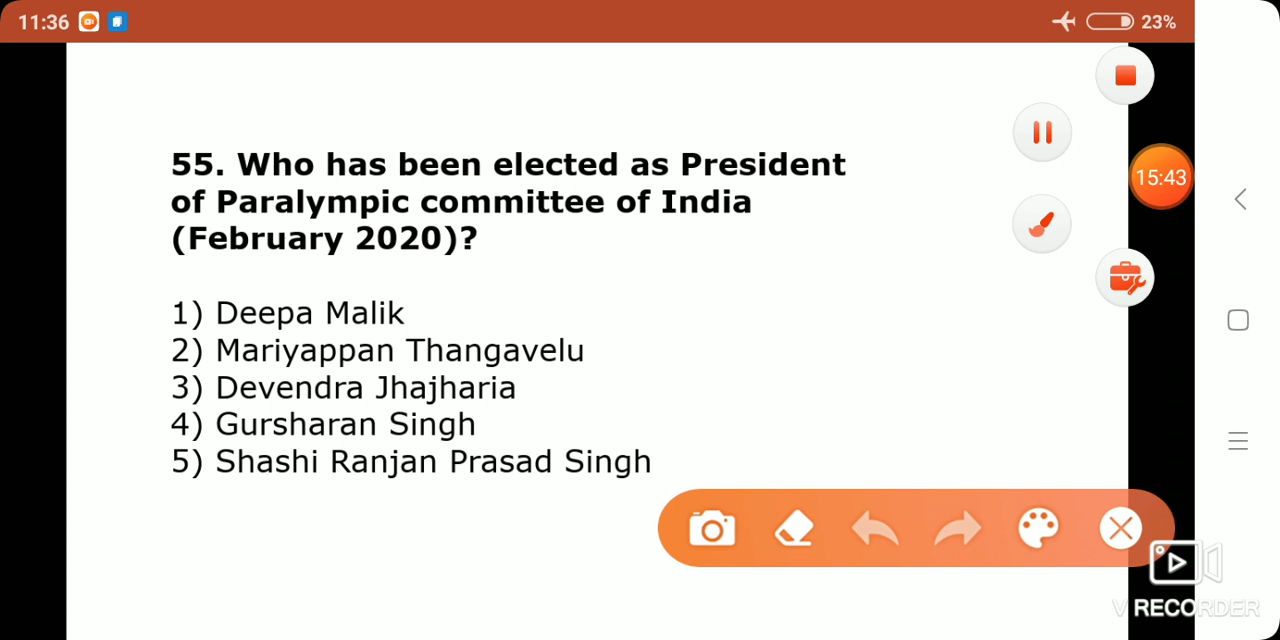 11:36
23%
15:43
55. Who has been elected as President
of Paralympic committee of India
(February 2020)?
1) Deepa Malik
2) Mariyappan Thangavelu
3) Devendra Jhajharia
4) Gursharan Singh
5) Shashi Ranjan Prasad Singh
V RECORDER